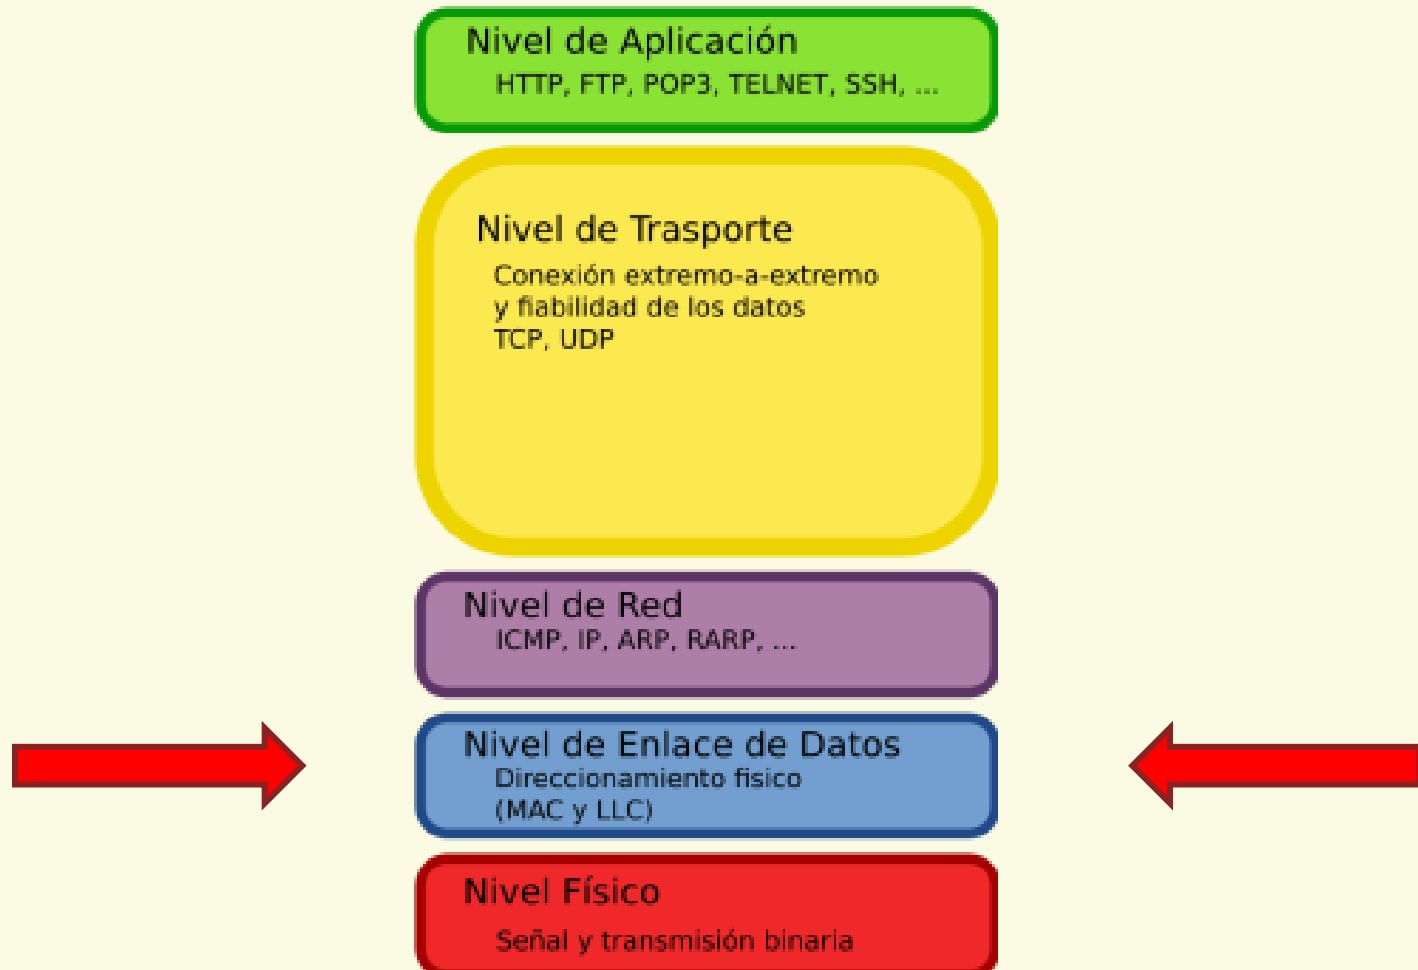 Nivel de Aplicación
HTTP, FTP, POP3, TELNET, SSH, ...
Nivel de Trasporte
Conexión extremo-a-extremo
y fiabilidad de los datos
TCP, UDP
Nivel de Red
ICMP, IP, ARP, RARP, ...
Nivel de Enlace de Datos
Direccionamiento fisico
(MAC y LLC)
Nivel Físico
Señal y transmisión binaria